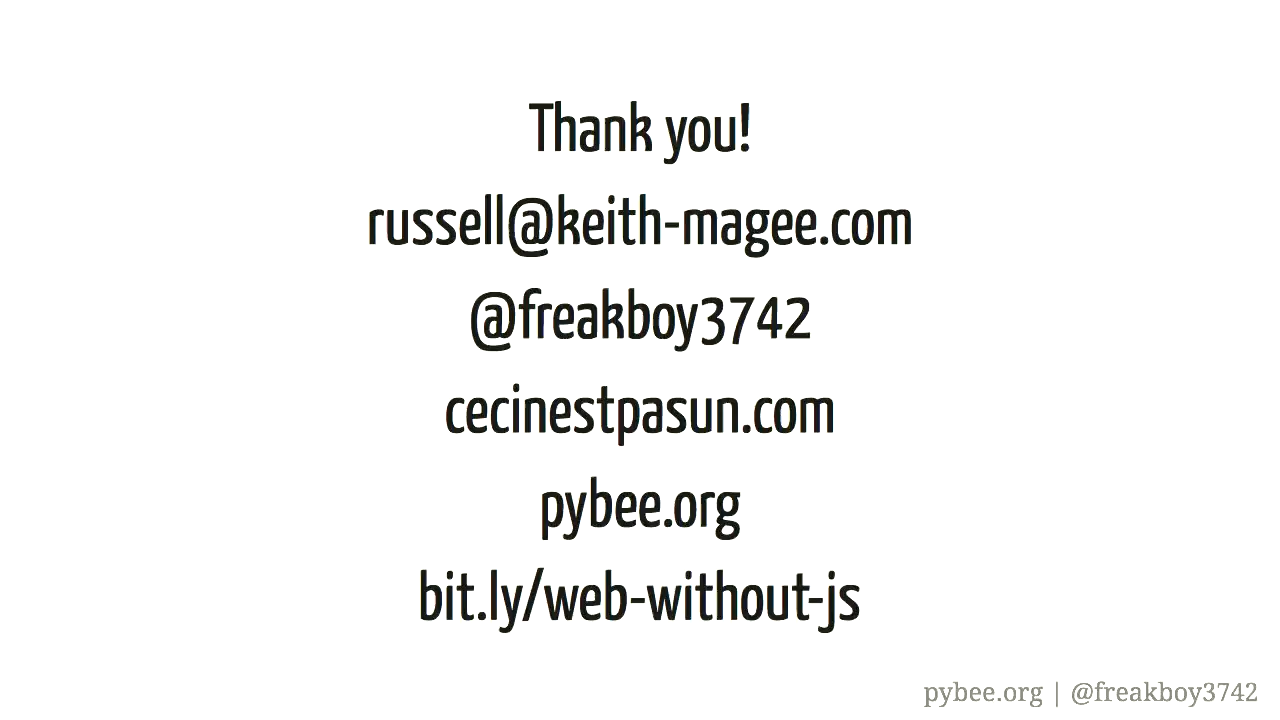 Thank you!
russell@keith-magee.com
@freakboy3742
cecinestpasun.com
pybee.org
bit.ly/web-without-js
pybee.org | @freakboy3742